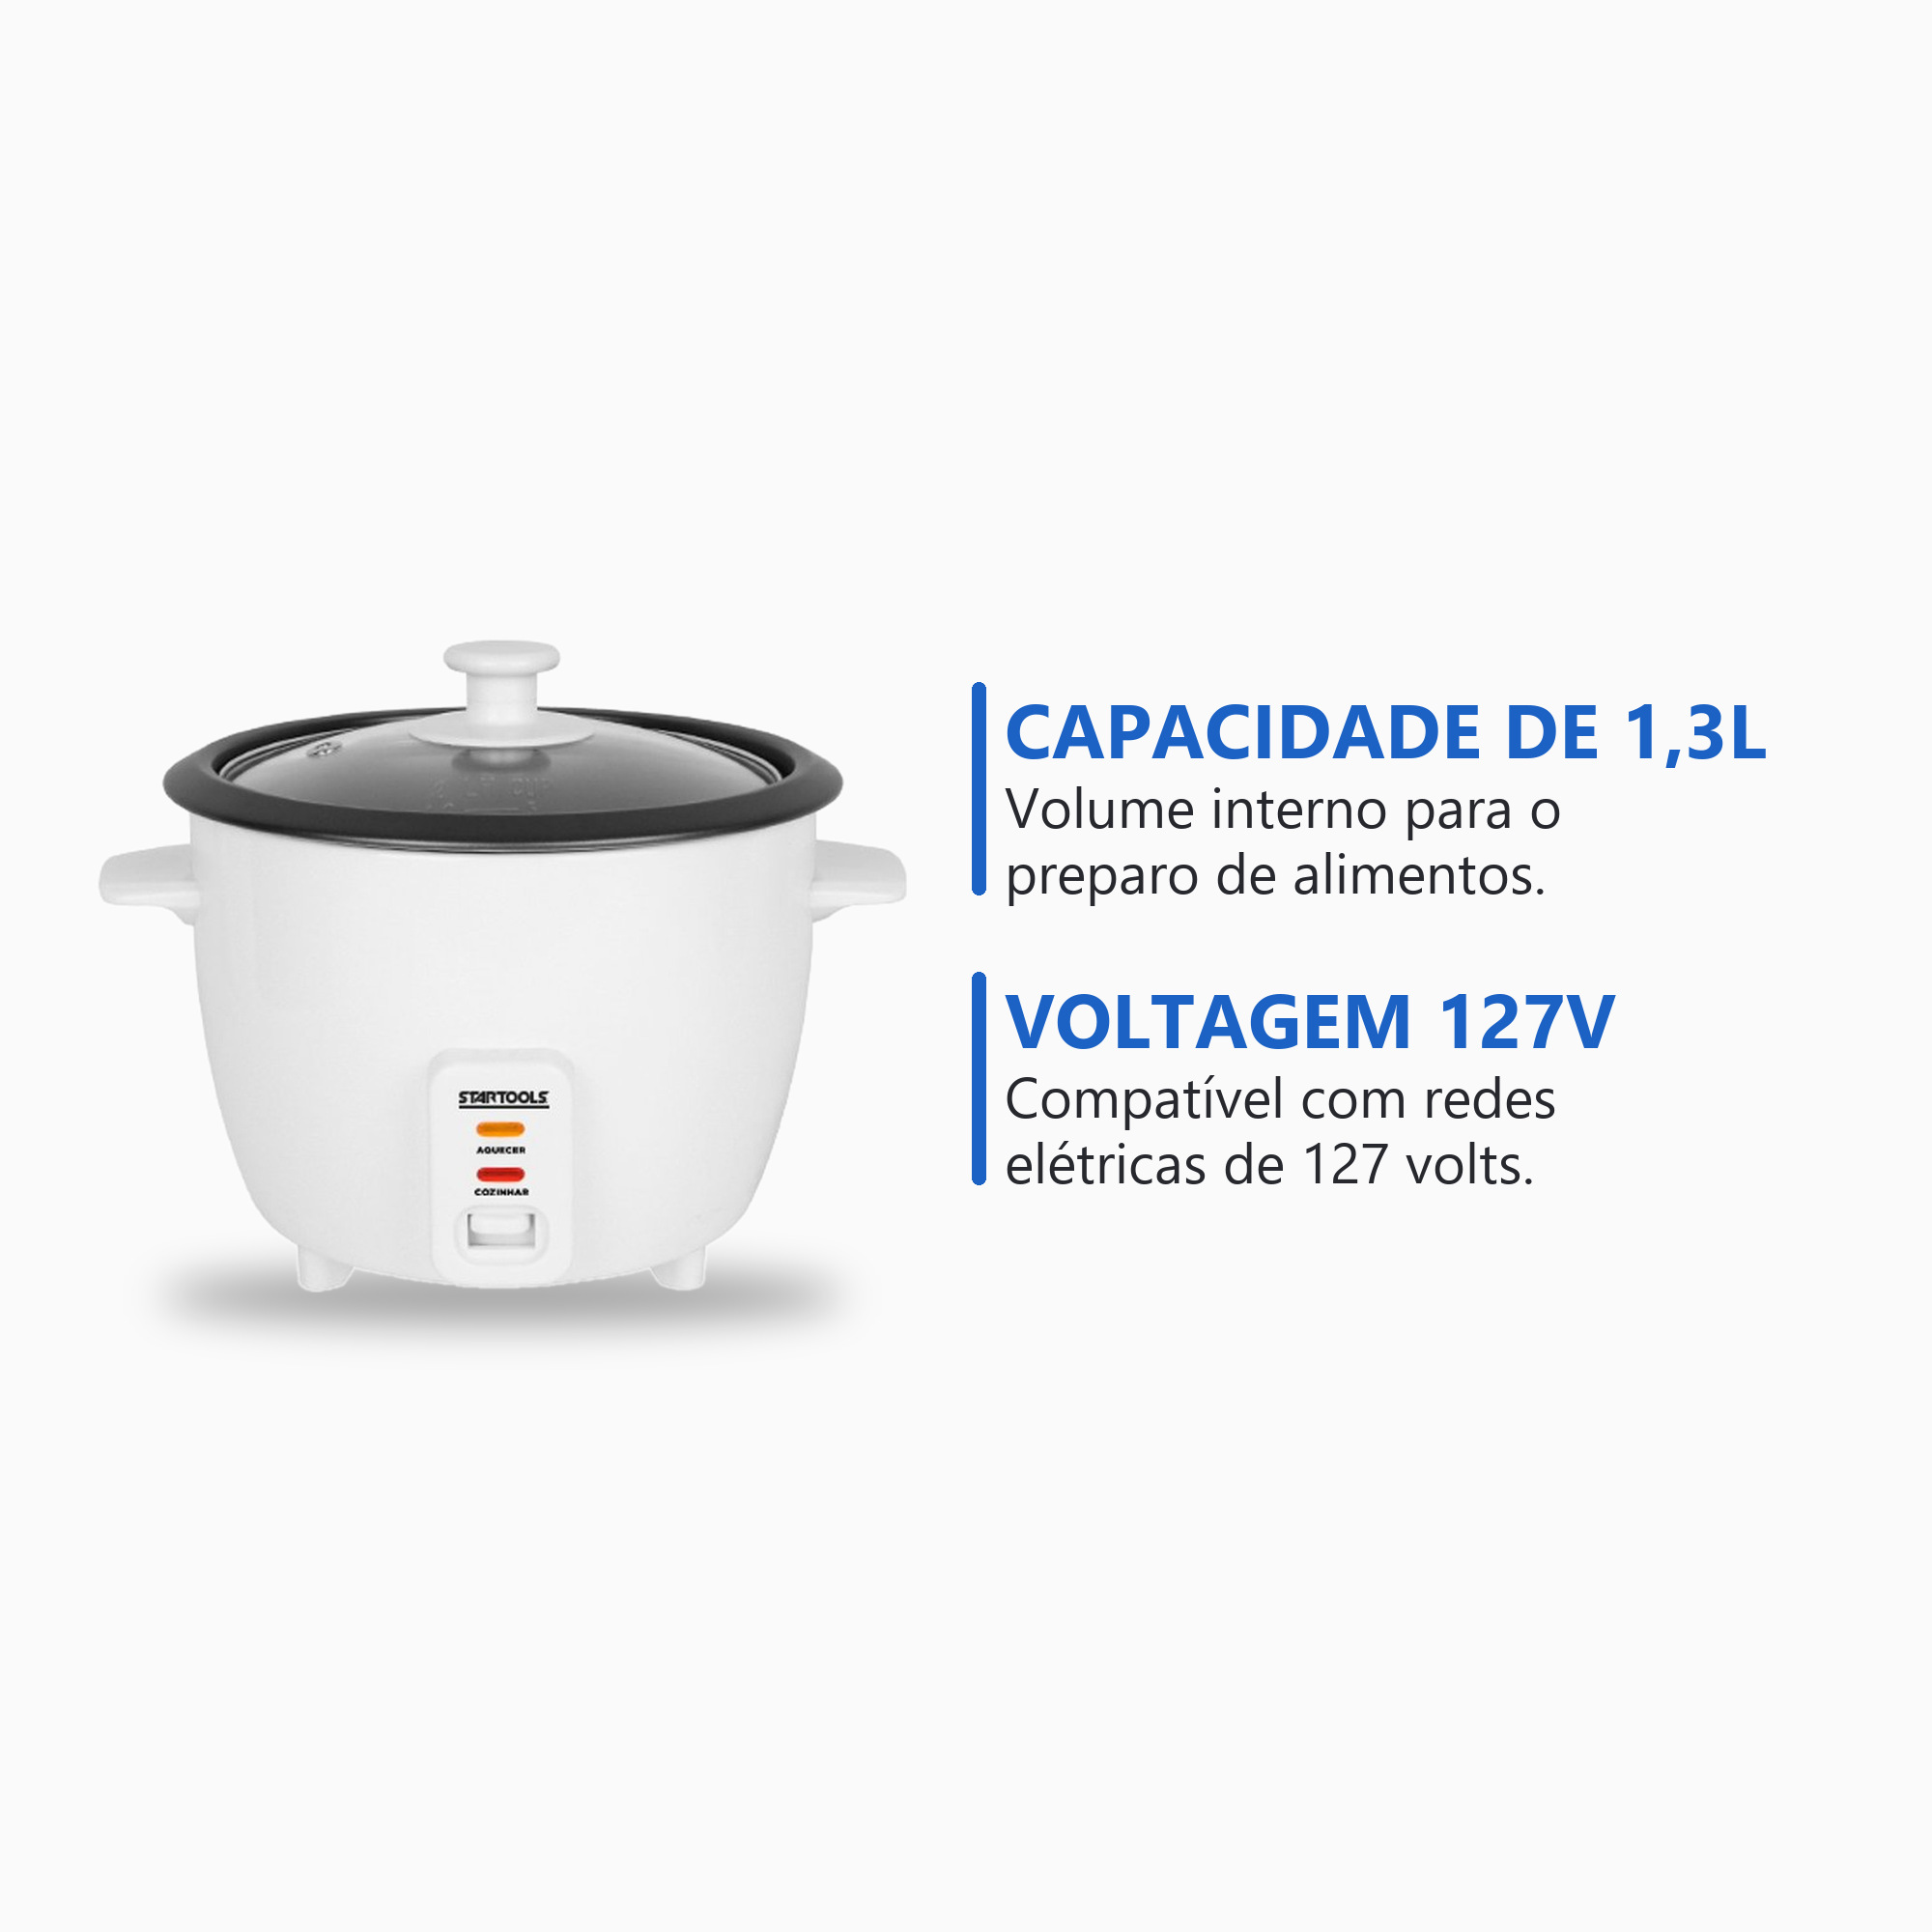 STARTOOLS
AQUECER
COZINHAR
CAPACIDADE DE 1,3L
Volume interno para o
preparo de alimentos.
VOLTAGEM 127V
Compatível com redes
elétricas de 127 volts.